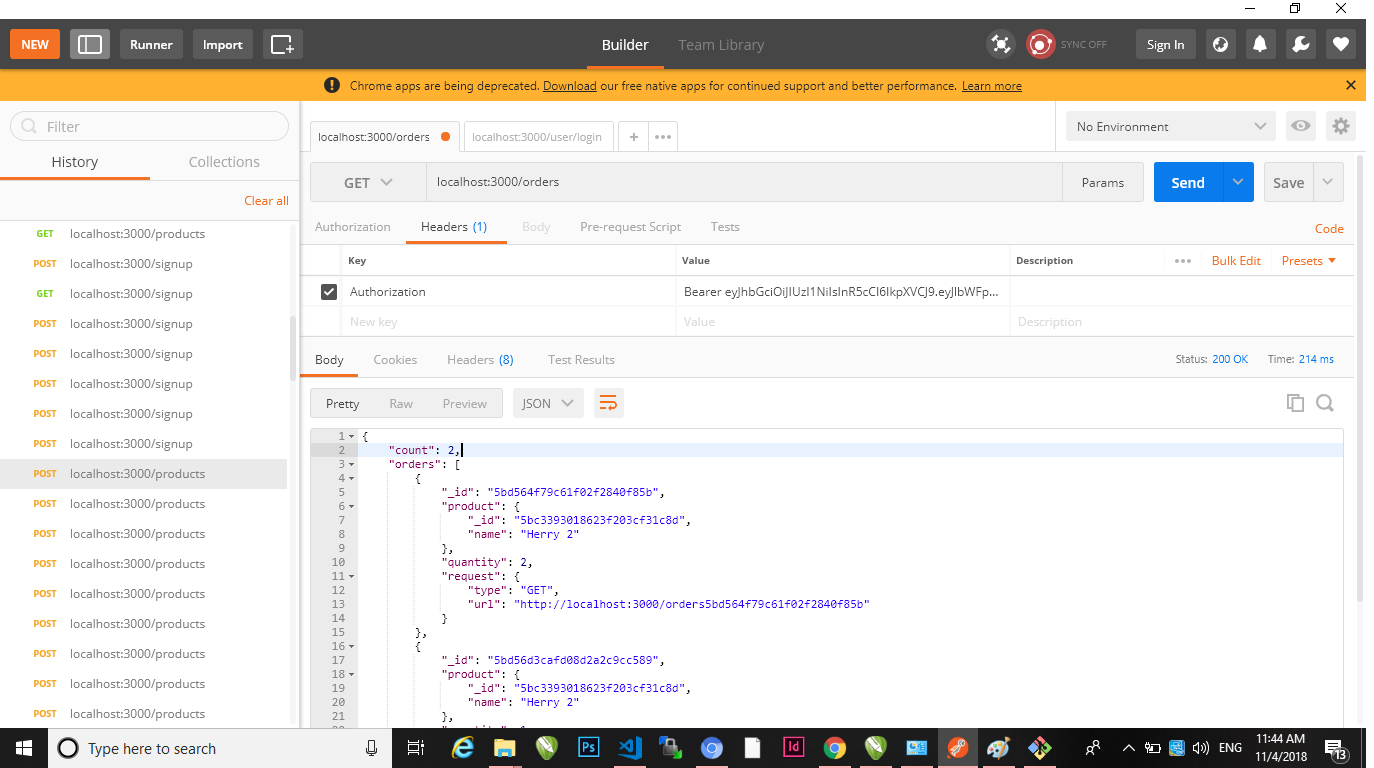 NEW Runner Import Builder Team Library SYNC OFF Sign In
Chrome apps are being deprecated. Download our free native apps for continued support and better performance. Learn more
Filter
History Collections
Clear all
GET localhost:3000/products
POST localhost:3000/signup
GET localhost:3000/signup
POST localhost:3000/signup
POST localhost:3000/signup
POST localhost:3000/signup
POST localhost:3000/signup
POST localhost:3000/signup
POST localhost:3000/products
POST localhost:3000/products
POST localhost:3000/products
POST localhost:3000/products
POST localhost:3000/products
POST localhost:3000/products
POST localhost:3000/products
POST localhost:3000/products
POST localhost:3000/products
localhost:3000/orders localhost:3000/user/login + ••• No Environment
GET localhost:3000/orders Params Send Save
Authorization Headers (1) Body Pre-request Script Tests Code
Key Value Description ••• Bulk Edit Presets
Authorization Bearer eyJhbGciOiJIUzI1NiIsInR5cCI6IkpXVCJ9.eyJlbWFp...
New key Value Description
Body Cookies Headers (8) Test Results Status: 200 OK Time: 214 ms
Pretty Raw Preview JSON
1 {
2 "count": 2,
3 "orders": [
4 {
5 "_id": "5bd564f79c61f02f2840f85b",
6 "product": {
7 "_id": "5bc3393018623f203cf31c8d",
8 "name": "Herry 2"
9 },
10 "quantity": 2,
11 "request": {
12 "type": "GET",
13 "url": "http://localhost:3000/orders5bd564f79c61f02f2840f85b"
14 }
15 },
16 {
17 "_id": "5bd56d3cafd08d2a2c9cc589",
18 "product": {
19 "_id": "5bc3393018623f203cf31c8d",
20 "name": "Herry 2"
21 },
Type here to search
Ps Id ENG 11:44 AM
11/4/2018 13